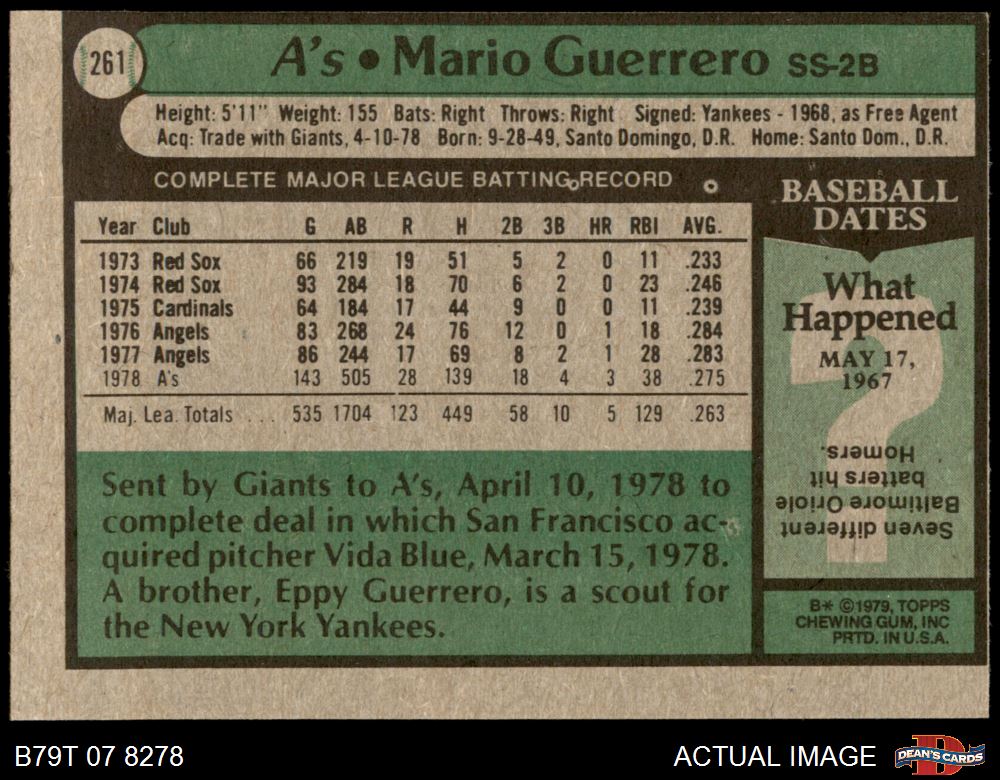 261
A's • Mario Guerrero SS-2B
Height: 5'11" Weight: 155 Bats: Right Throws: Right Signed: Yankees - 1968, as Free Agent
Acq: Trade with Giants, 4-10-78 Born: 9-28-49, Santo Domingo, D.R. Home: Santo Dom., D.R.
COMPLETE MAJOR LEAGUE BATTING RECORD
Year Club G AB R H 2B 3B HR RBI AVG.
1973 Red Sox 66 219 19 51 5 2 0 11 .233
1974 Red Sox 93 284 18 70 6 2 0 23 .246
1975 Cardinals 64 184 17 44 9 0 0 11 .239
1976 Angels 83 268 24 76 12 0 1 18 .284
1977 Angels 86 244 17 69 8 2 1 28 .283
1978 A's 143 505 28 139 18 4 3 38 .275
Maj. Lea. Totals . . . 535 1704 123 449 58 10 5 129 .263
Sent by Giants to A's, April 10, 1978 to
complete deal in which San Francisco ac-
quired pitcher Vida Blue, March 15, 1978.
A brother, Eppy Guerrero, is a scout for
the New York Yankees.
BASEBALL
DATES
What
Happened
MAY 17,
1967
?
Seven different
Baltimore Oriole
batters hit
Homers.
B* ©1979, TOPPS
CHEWING GUM, INC
PRTD. IN U.S.A.
B79T 07 8278
ACTUAL IMAGE
D
DEAN'S CARDS